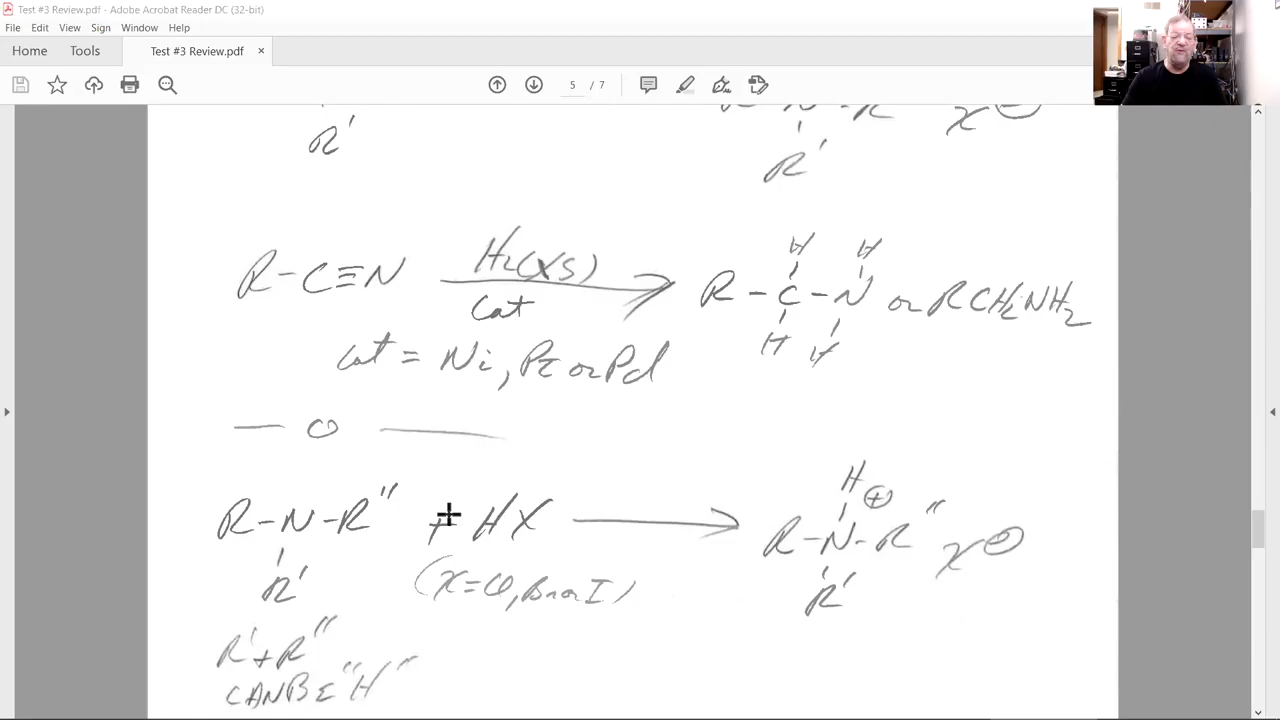 Test #3 Review.pdf - Adobe Acrobat Reader DC (32-bit)
File Edit View Sign Window Help
Home Tools Test #3 Review.pdf ×
5 / 7
R'
R'
X
H H
H2(XS)
R-C≡N R-C-N or RCH2NH2
Cat
H H
cat = Ni, Pt or Pd
— O —
H ⊕
R-N-R" + HX R-N-R" X⊖
R' (X=Cl, Br or I) R'
R' + R"
CAN BE "H"